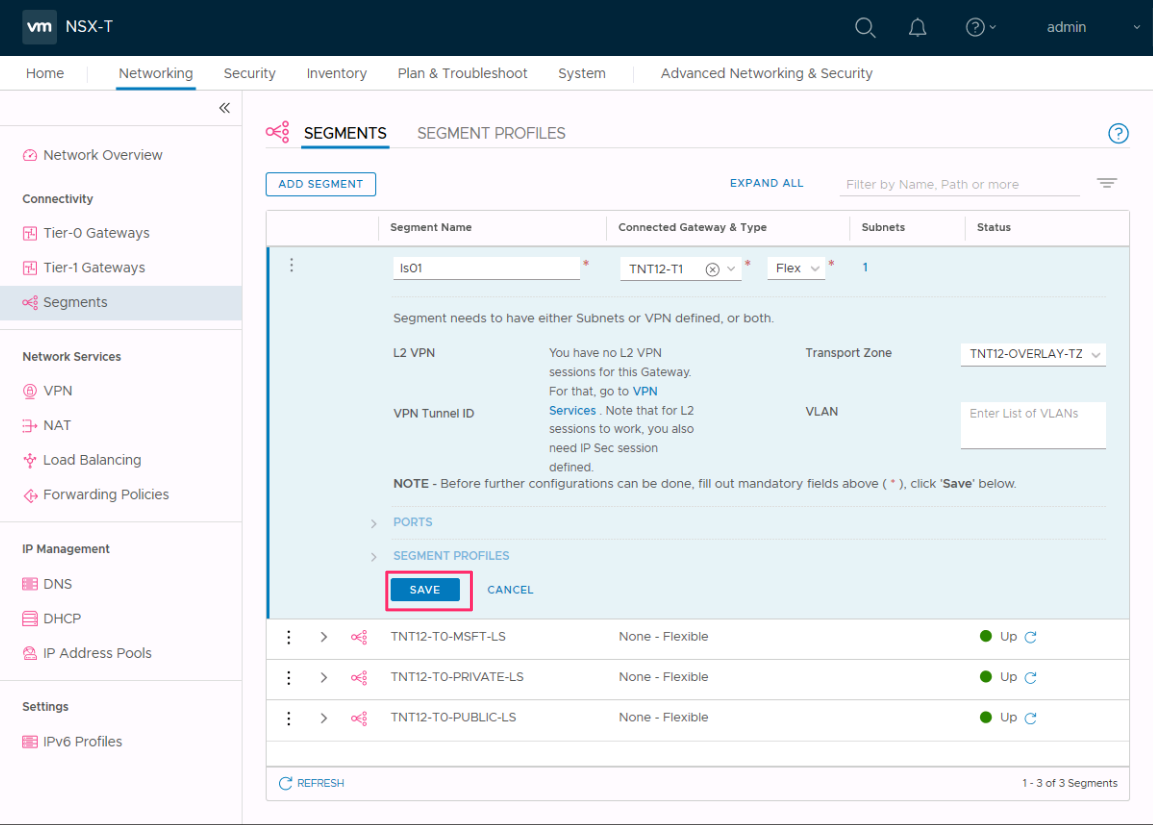 vm NSX-T
admin
Home Networking Security Inventory Plan & Troubleshoot System Advanced Networking & Security
Network Overview
Connectivity
Tier-0 Gateways
Tier-1 Gateways
Segments
Network Services
VPN
NAT
Load Balancing
Forwarding Policies
IP Management
DNS
DHCP
IP Address Pools
Settings
IPv6 Profiles
SEGMENTS SEGMENT PROFILES
ADD SEGMENT EXPAND ALL Filter by Name, Path or more
Segment Name Connected Gateway & Type Subnets Status
ls01 * TNT12-T1 * Flex * 1
Segment needs to have either Subnets or VPN defined, or both.
L2 VPN
You have no L2 VPN
sessions for this Gateway.
For that, go to VPN
Services . Note that for L2
sessions to work, you also
need IP Sec session
defined.
Transport Zone TNT12-OVERLAY-TZ
VPN Tunnel ID
VLAN Enter List of VLANs
NOTE - Before further configurations can be done, fill out mandatory fields above ( * ), click 'Save' below.
PORTS
SEGMENT PROFILES
SAVE CANCEL
TNT12-T0-MSFT-LS None - Flexible Up
TNT12-T0-PRIVATE-LS None - Flexible Up
TNT12-T0-PUBLIC-LS None - Flexible Up
REFRESH 1 - 3 of 3 Segments